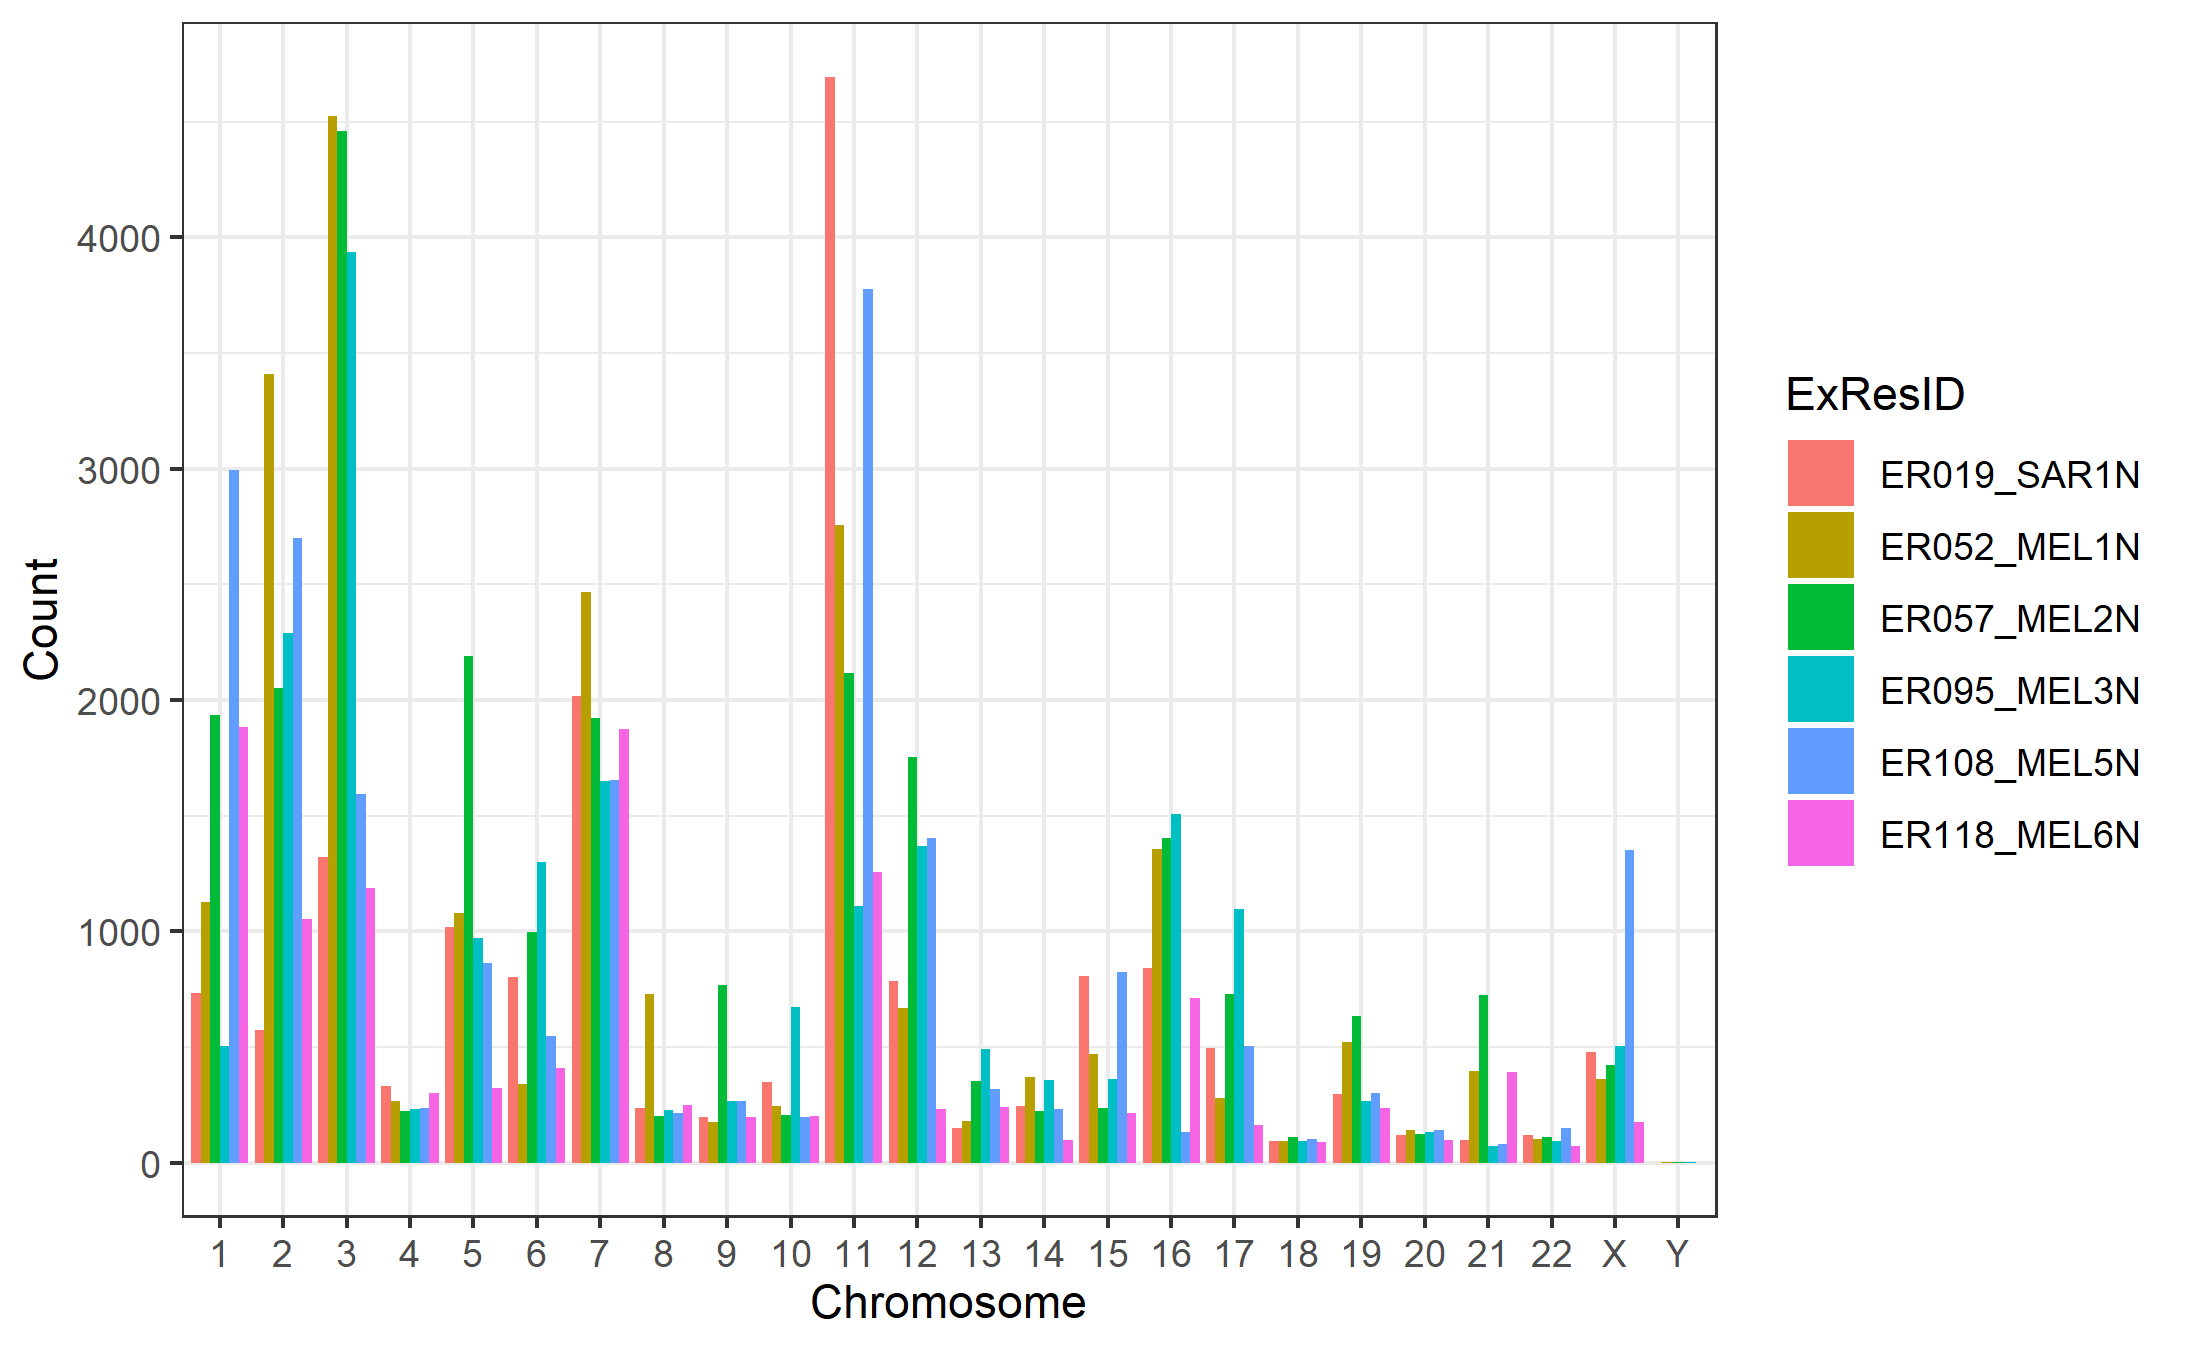 Count
4000
3000
2000
1000
0
1 2 3 4 5 6 7 8 9 10 11 12 13 14 15 16 17 18 19 20 21 22 X Y
Chromosome
ExResID
ER019_SAR1N
ER052_MEL1N
ER057_MEL2N
ER095_MEL3N
ER108_MEL5N
ER118_MEL6N